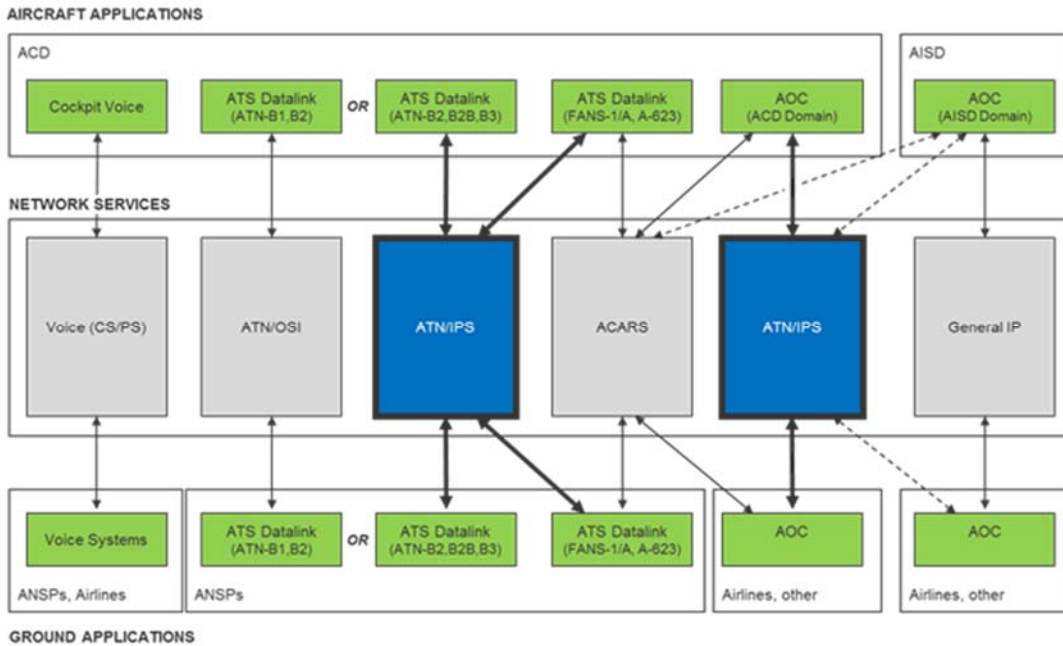 AIRCRAFT APPLICATIONS
ACD
AISD
Cockpit Voice
ATS Datalink
(ATN-B1,B2)
OR
ATS Datalink
(ATN-B2,B2B,B3)
ATS Datalink
(FANS-1/A, A-623)
AOC
(ACD Domain)
AOC
(AISD Domain)
NETWORK SERVICES
Voice (CS/PS)
ATN/OSI
ATN/IPS
ACARS
ATN/IPS
General IP
Voice Systems
ATS Datalink
(ATN-B1,B2)
OR
ATS Datalink
(ATN-B2,B2B,B3)
ATS Datalink
(FANS-1/A, A-623)
AOC
AOC
ANSPs, Airlines
ANSPs
Airlines, other
Airlines, other
GROUND APPLICATIONS